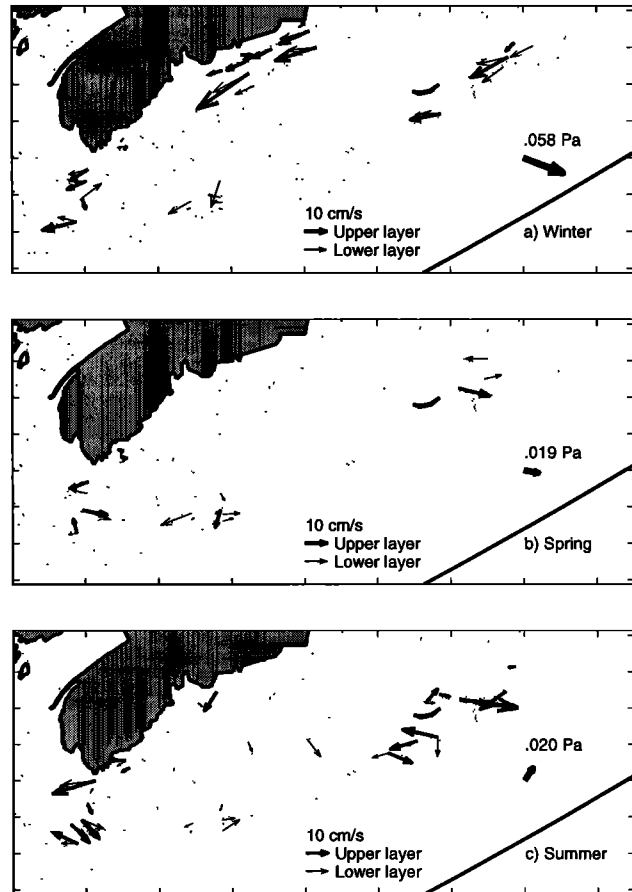 .058 Pa
10 cm/s
Upper layer
Lower layer
a) Winter
.019 Pa
10 cm/s
Upper layer
Lower layer
b) Spring
.020 Pa
10 cm/s
Upper layer
Lower layer
c) Summer